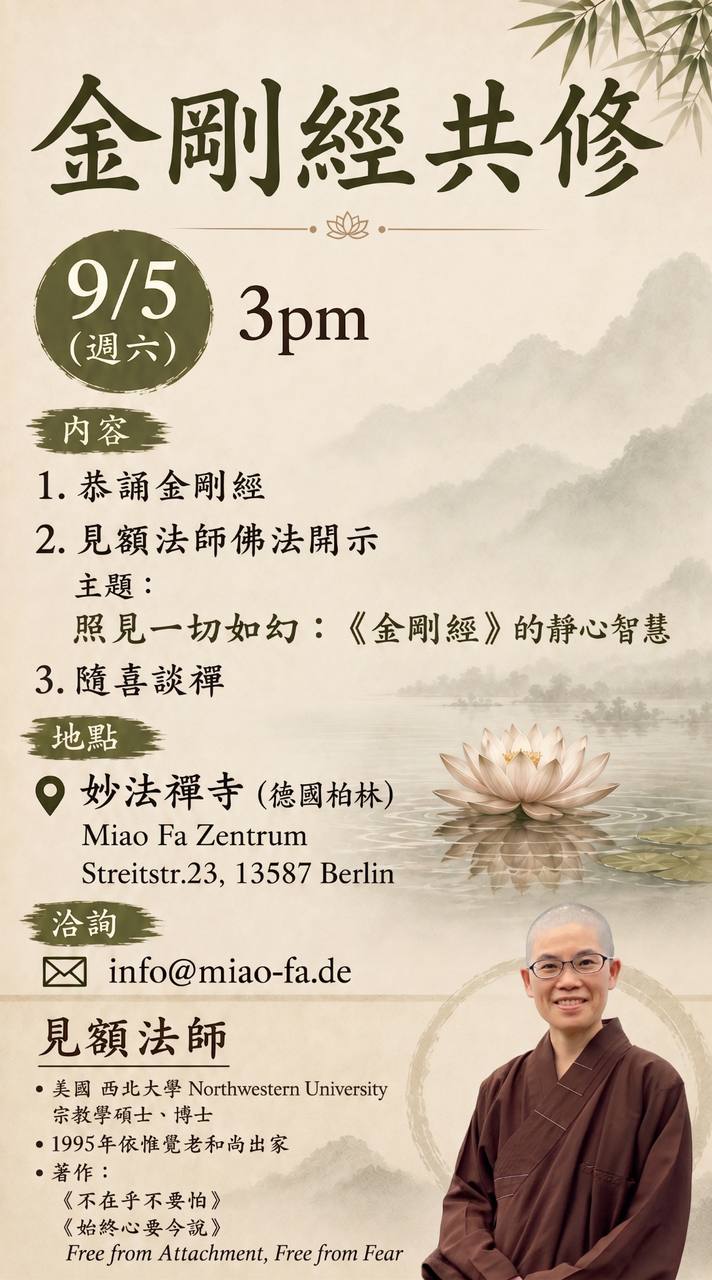 金剛經共修
9/5
(週六)
3pm
內容
1. 恭誦金剛經
2. 見額法師佛法開示
主題：
照見一切如幻：《金剛經》的靜心智慧
3. 隨喜談禪
地點
妙法禪寺 (德國柏林)
Miao Fa Zentrum
Streitstr.23, 13587 Berlin
洽詢
info@miao-fa.de
見額法師
• 美國 西北大學 Northwestern University
宗教學碩士、博士
• 1995年依惟覺老和尚出家
• 著作：
《不在乎不要怕》
《始終心要今說》
Free from Attachment, Free from Fear